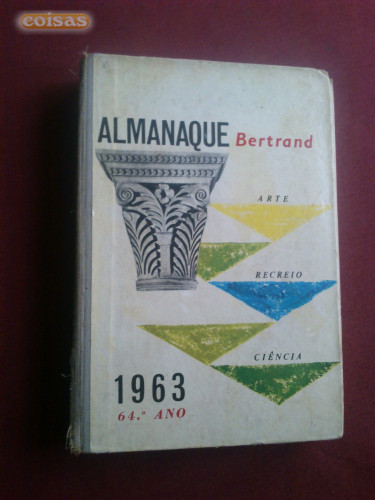 coisas
ALMANAQUE Bertrand
ARTE
RECREIO
CIÊNCIA
1963
64.º ANO